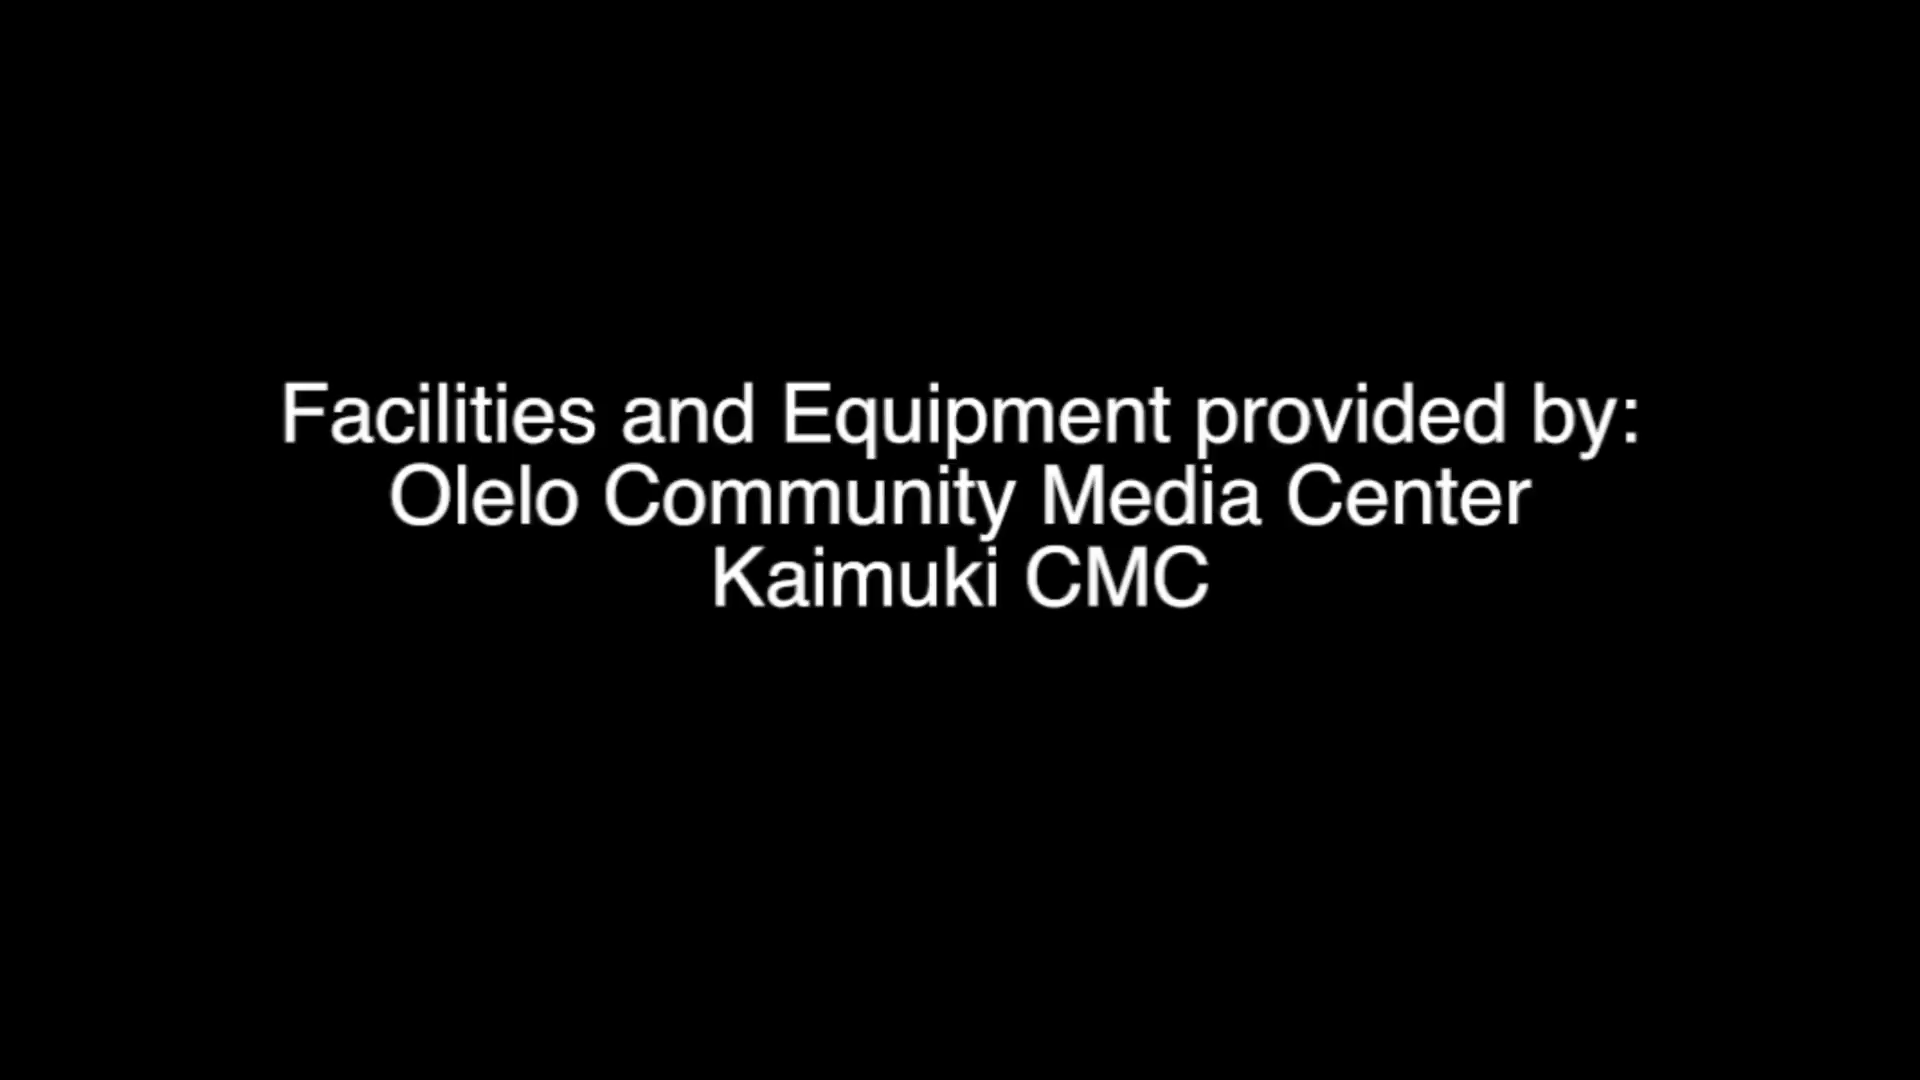 Facilities and Equipment provided by:
Olelo Community Media Center
Kaimuki CMC